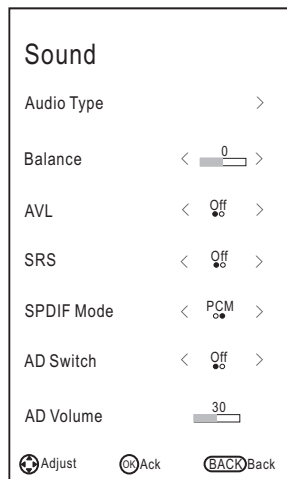 Sound
Audio Type
Balance 0
AVL Off
SRS Off
SPDIF Mode PCM
AD Switch Off
AD Volume 30
Adjust OK Ack BACK Back